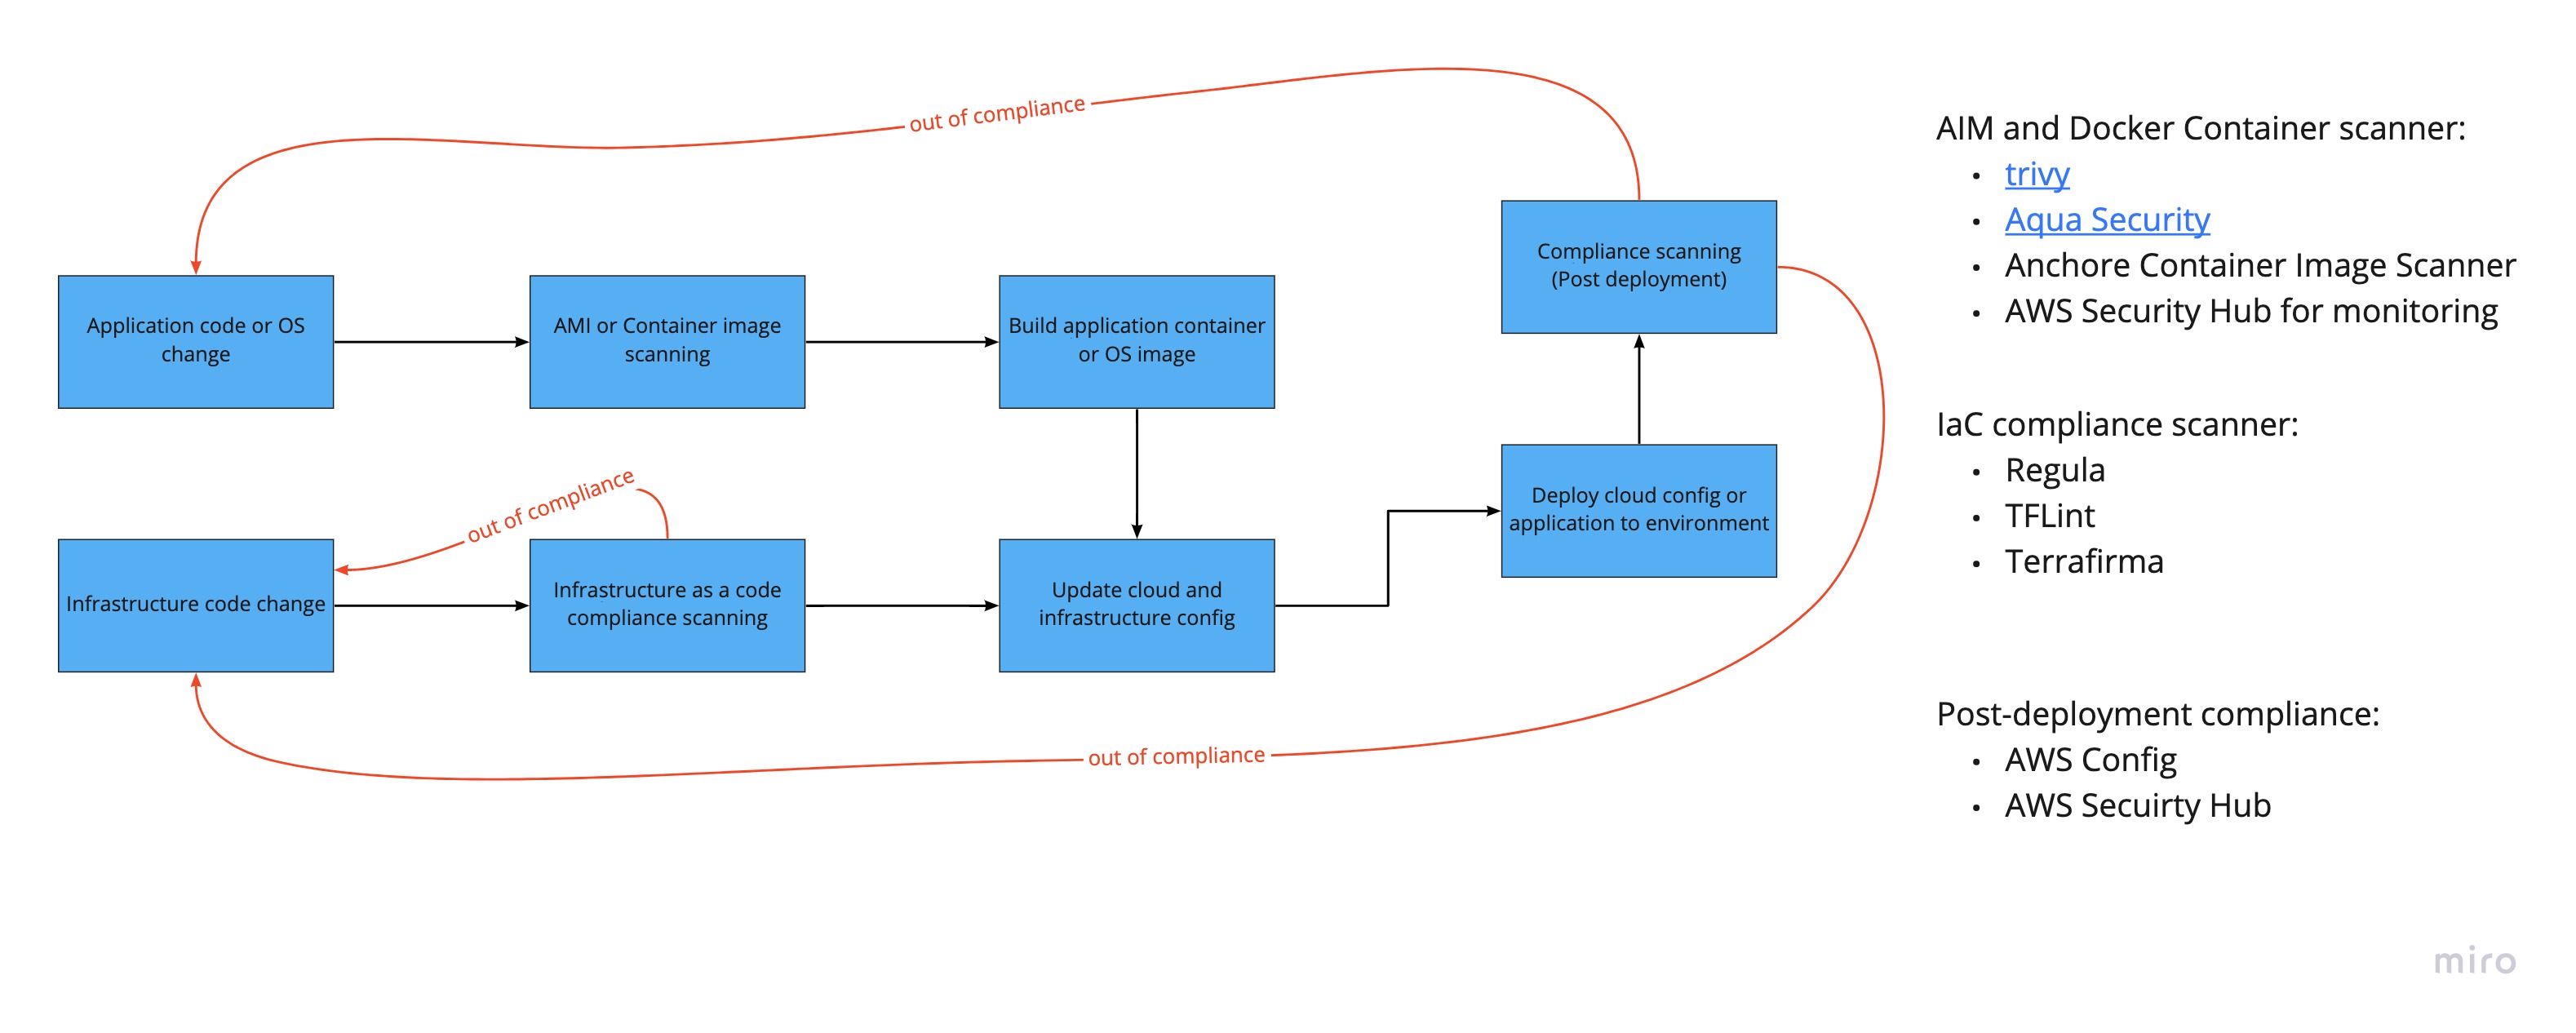 out of compliance
Application code or OS
change
AMI or Container image
scanning
Build application container
or OS image
Compliance scanning
(Post deployment)
out of compliance
Infrastructure code change
Infrastructure as a code
compliance scanning
Update cloud and
infrastructure config
Deploy cloud config or
application to environment
out of compliance
AIM and Docker Container scanner:
• trivy
• Aqua Security
• Anchore Container Image Scanner
• AWS Security Hub for monitoring
IaC compliance scanner:
• Regula
• TFLint
• Terrafirma
Post-deployment compliance:
• AWS Config
• AWS Secuirty Hub
miro